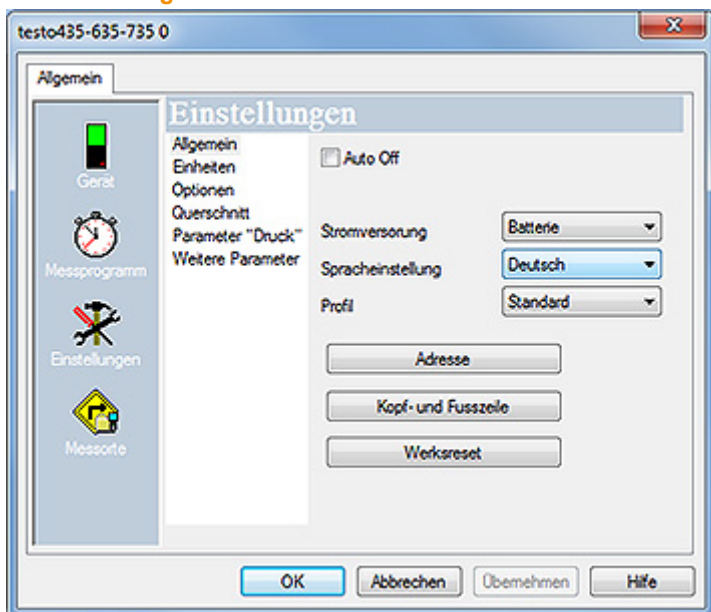 testo435-635-735 0
Allgemein
Einstellungen
Gerät
Messprogramm
Einstellungen
Messorte
Allgemein
Einheiten
Optionen
Querschnitt
Parameter "Druck"
Weitere Parameter
Auto Off
Stromversorung Batterie
Spracheinstellung Deutsch
Profil Standard
Adresse
Kopf- und Fusszeile
Werksreset
OK Abbrechen Übernehmen Hilfe